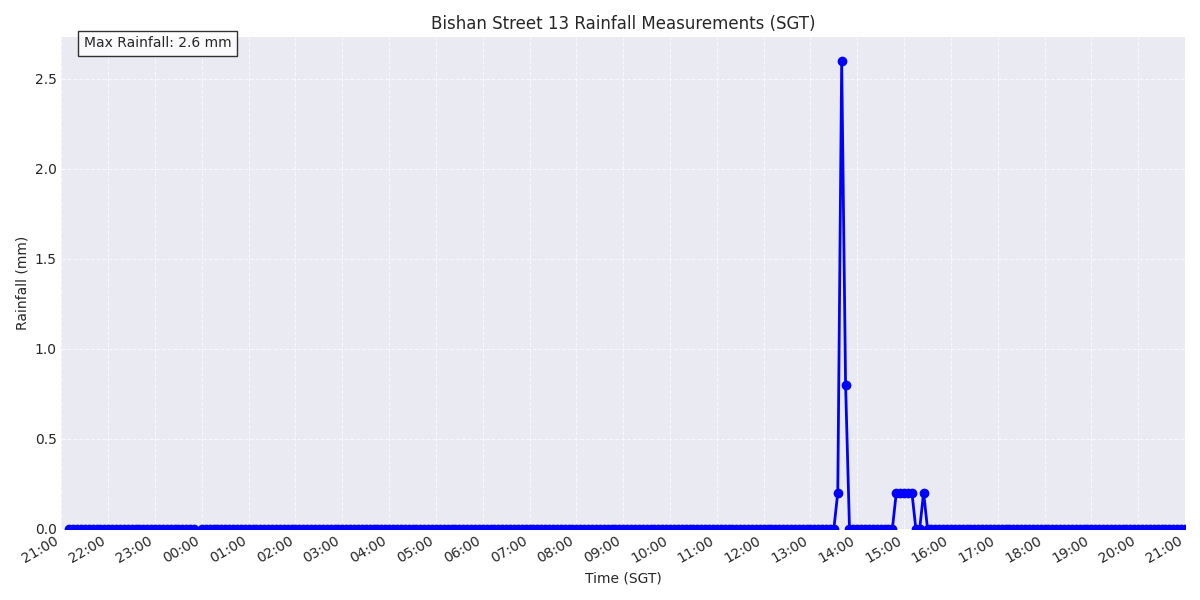 Bishan Street 13 Rainfall Measurements (SGT)
Max Rainfall: 2.6 mm
2.5
2.0
1.5
1.0
0.5
0.0
Rainfall (mm)
21:00 22:00 23:00 00:00 01:00 02:00 03:00 04:00 05:00 06:00 07:00 08:00 09:00 10:00 11:00 12:00 13:00 14:00 15:00 16:00 17:00 18:00 19:00 20:00 21:00
Time (SGT)